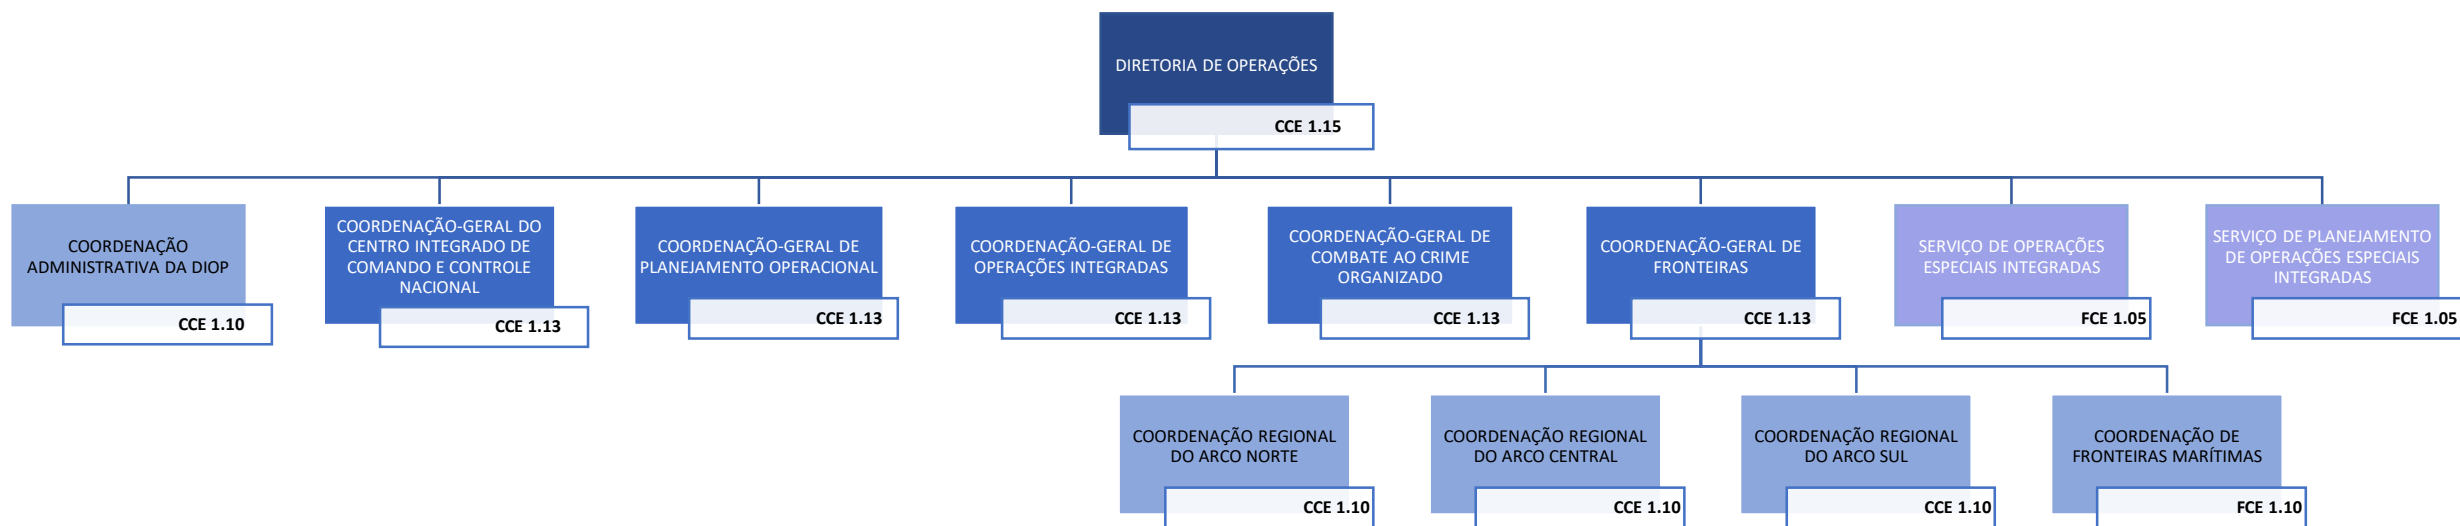 DIRETORIA DE OPERAÇÕES
CCE 1.15
COORDENAÇÃO
ADMINISTRATIVA DA DIOP
CCE 1.10
COORDENAÇÃO-GERAL DO
CENTRO INTEGRADO DE
COMANDO E CONTROLE
NACIONAL
CCE 1.13
COORDENAÇÃO-GERAL DE
PLANEJAMENTO OPERACIONAL
CCE 1.13
COORDENAÇÃO-GERAL DE
OPERAÇÕES INTEGRADAS
CCE 1.13
COORDENAÇÃO-GERAL DE
COMBATE AO CRIME
ORGANIZADO
CCE 1.13
COORDENAÇÃO-GERAL DE
FRONTEIRAS
CCE 1.13
SERVIÇO DE OPERAÇÕES
ESPECIAIS INTEGRADAS
FCE 1.05
SERVIÇO DE PLANEJAMENTO
DE OPERAÇÕES ESPECIAIS
INTEGRADAS
FCE 1.05
COORDENAÇÃO REGIONAL
DO ARCO NORTE
CCE 1.10
COORDENAÇÃO REGIONAL
DO ARCO CENTRAL
CCE 1.10
COORDENAÇÃO REGIONAL
DO ARCO SUL
CCE 1.10
COORDENAÇÃO DE
FRONTEIRAS MARÍTIMAS
FCE 1.10